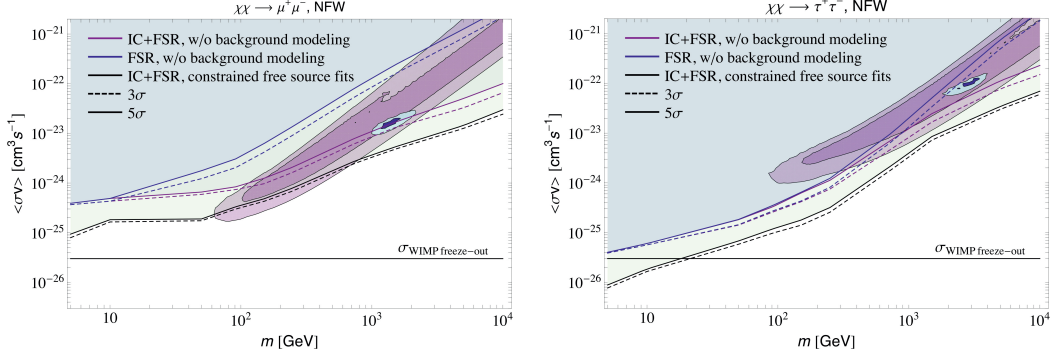 χχ → μ⁺μ⁻, NFW
IC+FSR, w/o background modeling
FSR, w/o background modeling
IC+FSR, constrained free source fits
3σ
5σ
10⁻²¹
10⁻²²
10⁻²³
10⁻²⁴
10⁻²⁵
10⁻²⁶
<σv> [cm³s⁻¹]
σWIMP freeze−out
10
10²
10³
10⁴
m [GeV]
χχ → τ⁺τ⁻, NFW
IC+FSR, w/o background modeling
FSR, w/o background modeling
IC+FSR, constrained free source fits
3σ
5σ
10⁻²¹
10⁻²²
10⁻²³
10⁻²⁴
10⁻²⁵
10⁻²⁶
<σv> [cm³s⁻¹]
σWIMP freeze−out
10
10²
10³
10⁴
m [GeV]